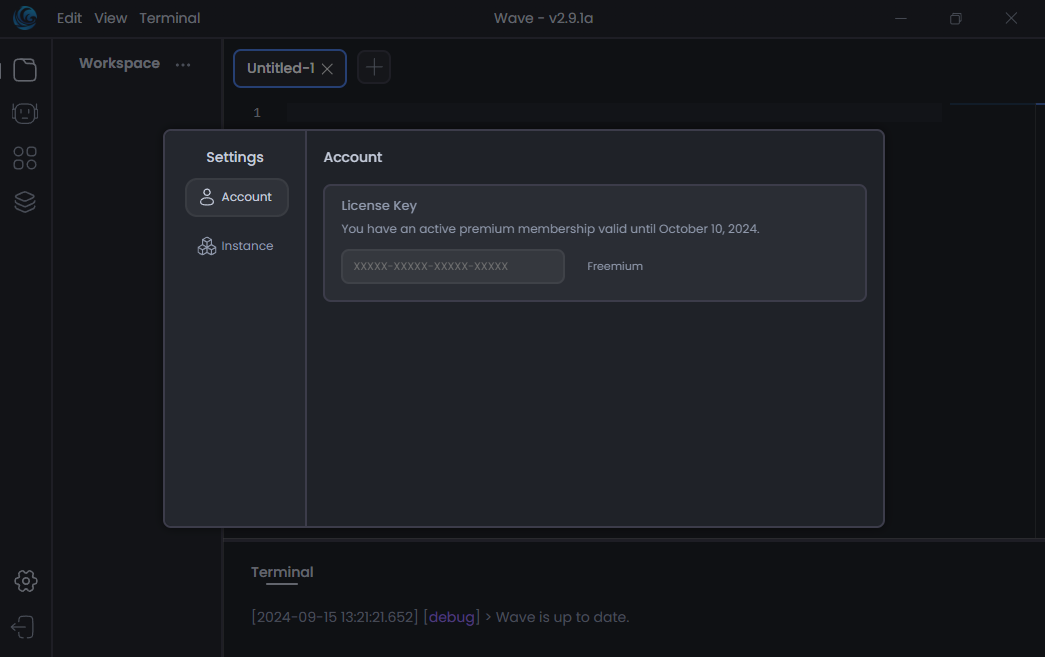 Edit View Terminal
Wave - v2.9.1a
Workspace ...
Untitled-1
1
Settings
Account
Instance
Account
License Key
You have an active premium membership valid until October 10, 2024.
XXXXX-XXXXX-XXXXX-XXXXX
Freemium
Terminal
[2024-09-15 13:21:21.652] [debug] > Wave is up to date.